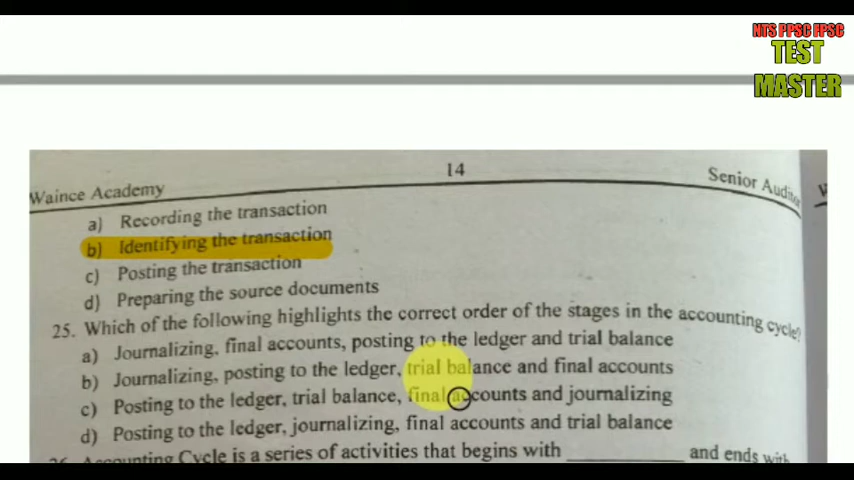 NTS PPSC FPSC
TEST
MASTER
Waince Academy 14 Senior Auditor
a) Recording the transaction
b) Identifying the transaction
c) Posting the transaction
d) Preparing the source documents
25. Which of the following highlights the correct order of the stages in the accounting cycle?
a) Journalizing, final accounts, posting to the ledger and trial balance
b) Journalizing, posting to the ledger, trial balance and final accounts
c) Posting to the ledger, trial balance, final accounts and journalizing
d) Posting to the ledger, journalizing, final accounts and trial balance
Accounting Cycle is a series of activities that begins with ________ and ends with